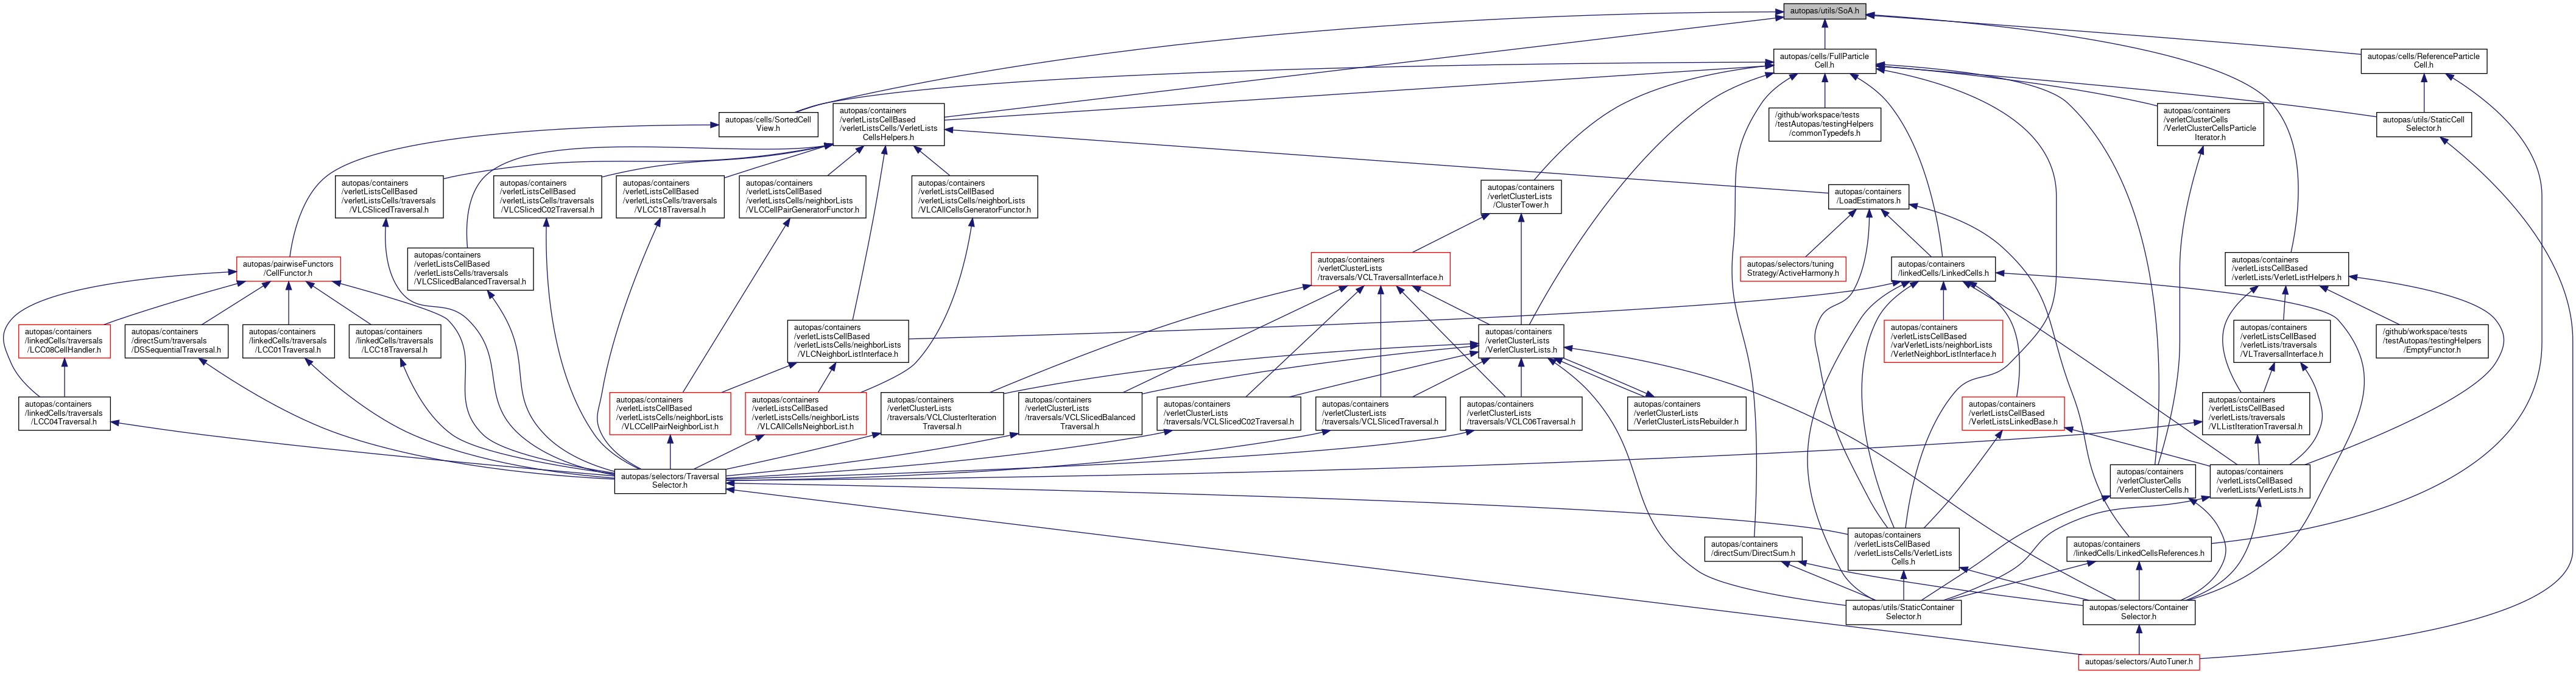 autopas/utils/SoA.h
autopas/cells/FullParticle
Cell.h
autopas/cells/ReferenceParticle
Cell.h
autopas/cells/SortedCell
View.h
autopas/containers
/verletListsCellBased
/verletListsCells/VerletLists
CellsHelpers.h
/github/workspace/tests
/testAutopas/testingHelpers
/commonTypedefs.h
autopas/containers
/verletClusterCells
/VerletClusterCellsParticle
Iterator.h
autopas/utils/StaticCell
Selector.h
autopas/containers
/verletListsCellBased
/verletListsCells/traversals
/VLCSlicedTraversal.h
autopas/containers
/verletListsCellBased
/verletListsCells/traversals
/VLCSlicedC02Traversal.h
autopas/containers
/verletListsCellBased
/verletListsCells/traversals
/VLCC18Traversal.h
autopas/containers
/verletListsCellBased
/verletListsCells/neighborLists
/VLCCellPairGeneratorFunctor.h
autopas/containers
/verletListsCellBased
/verletListsCells/neighborLists
/VLCAllCellsGeneratorFunctor.h
autopas/containers
/verletClusterLists
/ClusterTower.h
autopas/containers
/LoadEstimators.h
autopas/pairwiseFunctors
/CellFunctor.h
autopas/containers
/verletListsCellBased
/verletListsCells/traversals
/VLCSlicedBalancedTraversal.h
autopas/containers
/verletClusterLists
/traversals/VCLTraversalInterface.h
autopas/selectors/tuning
Strategy/ActiveHarmony.h
autopas/containers
/linkedCells/LinkedCells.h
autopas/containers
/verletListsCellBased
/verletLists/VerletListHelpers.h
autopas/containers
/linkedCells/traversals
/LCC08CellHandler.h
autopas/containers
/directSum/traversals
/DSSequentialTraversal.h
autopas/containers
/linkedCells/traversals
/LCC01Traversal.h
autopas/containers
/linkedCells/traversals
/LCC18Traversal.h
autopas/containers
/verletListsCellBased
/verletListsCells/neighborLists
/VLCNeighborListInterface.h
autopas/containers
/verletClusterLists
/VerletClusterLists.h
autopas/containers
/verletListsCellBased
/varVerletLists/neighborLists
/VerletNeighborListInterface.h
autopas/containers
/verletListsCellBased
/verletLists/traversals
/VLTraversalInterface.h
/github/workspace/tests
/testAutopas/testingHelpers
/EmptyFunctor.h
autopas/containers
/linkedCells/traversals
/LCC04Traversal.h
autopas/containers
/verletListsCellBased
/verletListsCells/neighborLists
/VLCCellPairNeighborList.h
autopas/containers
/verletListsCellBased
/verletListsCells/neighborLists
/VLCAllCellsNeighborList.h
autopas/containers
/verletClusterLists
/traversals/VCLClusterIteration
Traversal.h
autopas/containers
/verletClusterLists
/traversals/VCLSlicedBalanced
Traversal.h
autopas/containers
/verletClusterLists
/traversals/VCLSlicedC02Traversal.h
autopas/containers
/verletClusterLists
/traversals/VCLSlicedTraversal.h
autopas/containers
/verletClusterLists
/traversals/VCLC06Traversal.h
autopas/containers
/verletClusterLists
/VerletClusterListsRebuilder.h
autopas/containers
/verletListsCellBased
/VerletListsLinkedBase.h
autopas/containers
/verletListsCellBased
/verletLists/traversals
/VLListIterationTraversal.h
autopas/selectors/Traversal
Selector.h
autopas/containers
/verletClusterCells
/VerletClusterCells.h
autopas/containers
/verletListsCellBased
/verletLists/VerletLists.h
autopas/containers
/directSum/DirectSum.h
autopas/containers
/verletListsCellBased
/verletListsCells/VerletLists
Cells.h
autopas/containers
/linkedCells/LinkedCellsReferences.h
autopas/utils/StaticContainer
Selector.h
autopas/selectors/Container
Selector.h
autopas/selectors/AutoTuner.h